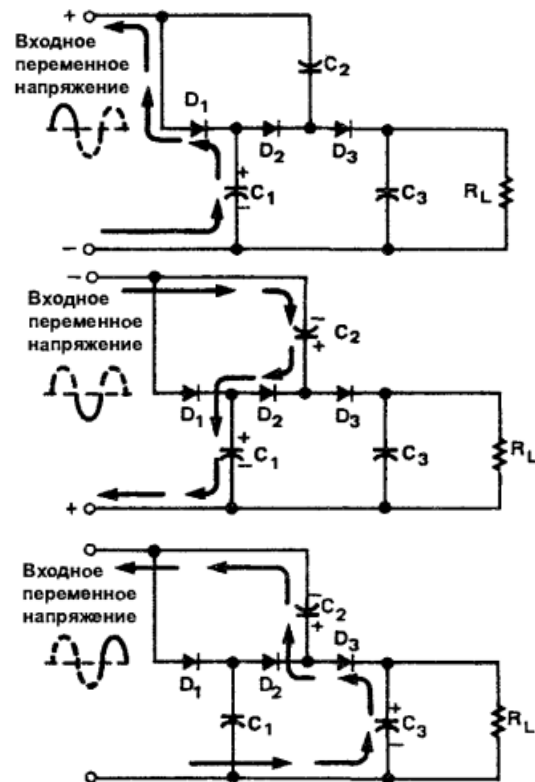 +
Входное
переменное
напряжение
C2
D1
D2
D3
+
−
C1
C3
RL
−
−
Входное
переменное
напряжение
−
+
C2
D1
D2
D3
+
−
C1
C3
RL
+
Входное
переменное
напряжение
−
+
C2
D3
D1
D2
C1
+
−
C3
RL